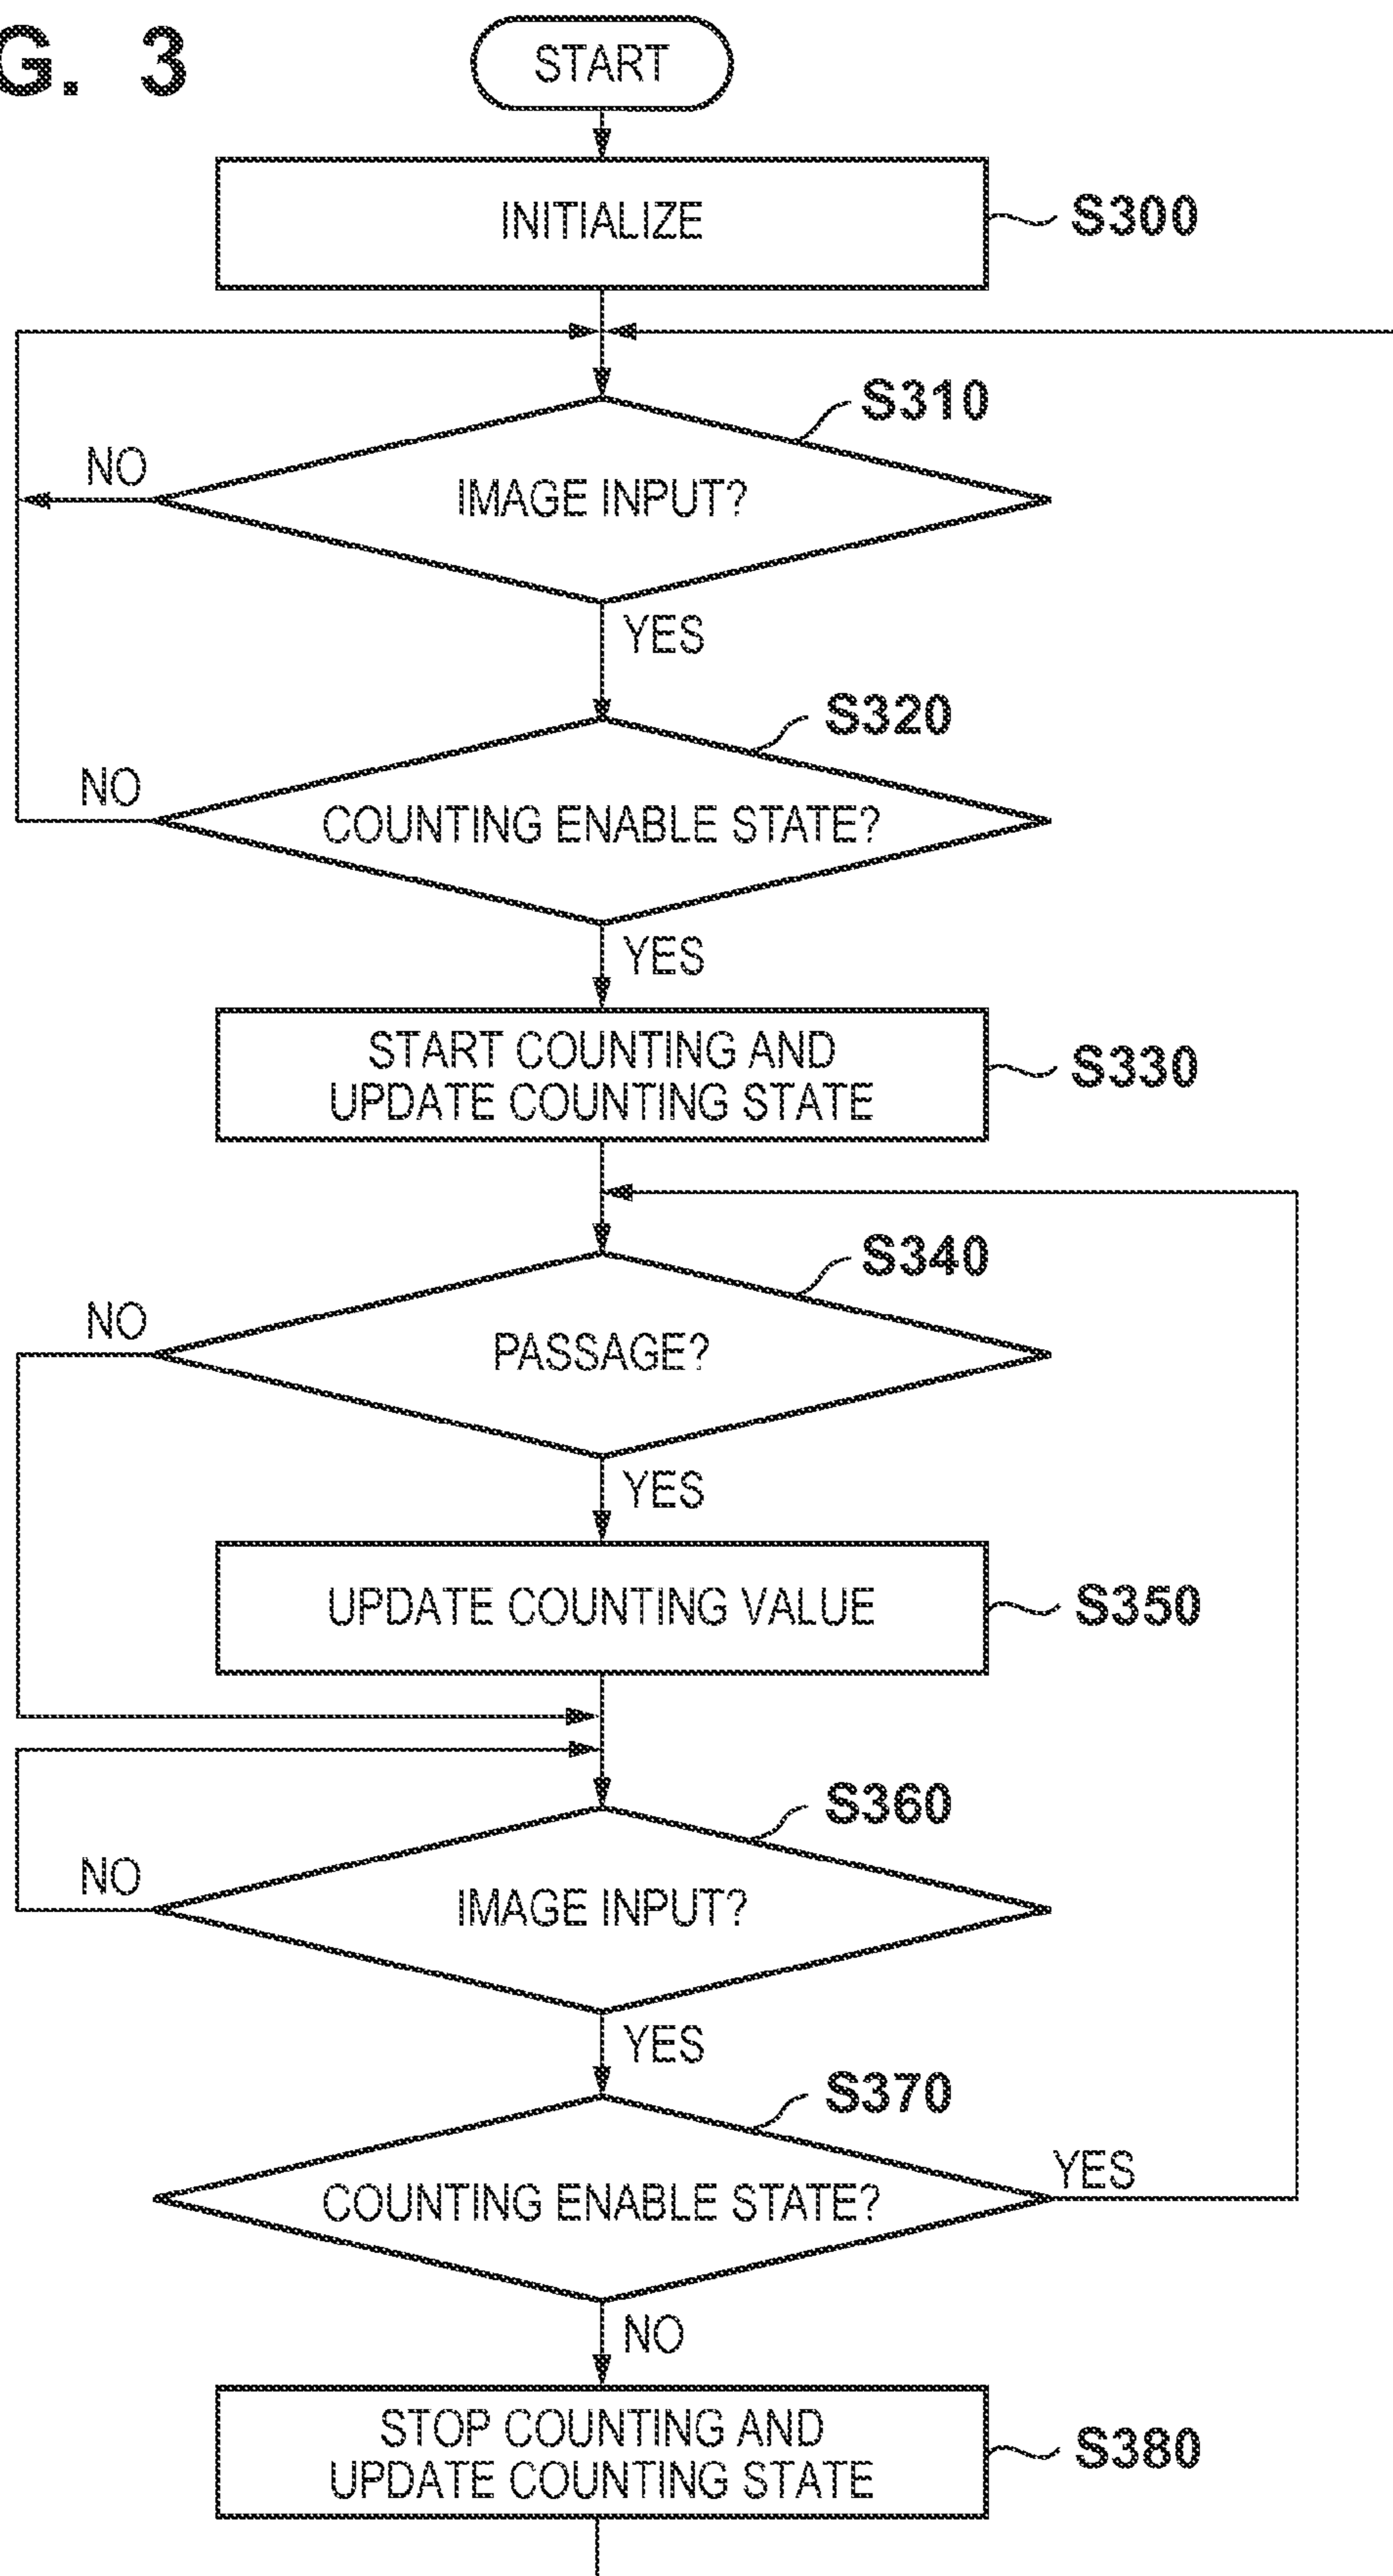 G. 3
START
INITIALIZE
S300
S310
NO
IMAGE INPUT?
YES
S320
NO
COUNTING ENABLE STATE?
YES
START COUNTING AND
UPDATE COUNTING STATE
S330
S340
NO
PASSAGE?
YES
UPDATE COUNTING VALUE
S350
S360
NO
IMAGE INPUT?
YES
S370
COUNTING ENABLE STATE?
YES
NO
STOP COUNTING AND
UPDATE COUNTING STATE
S380